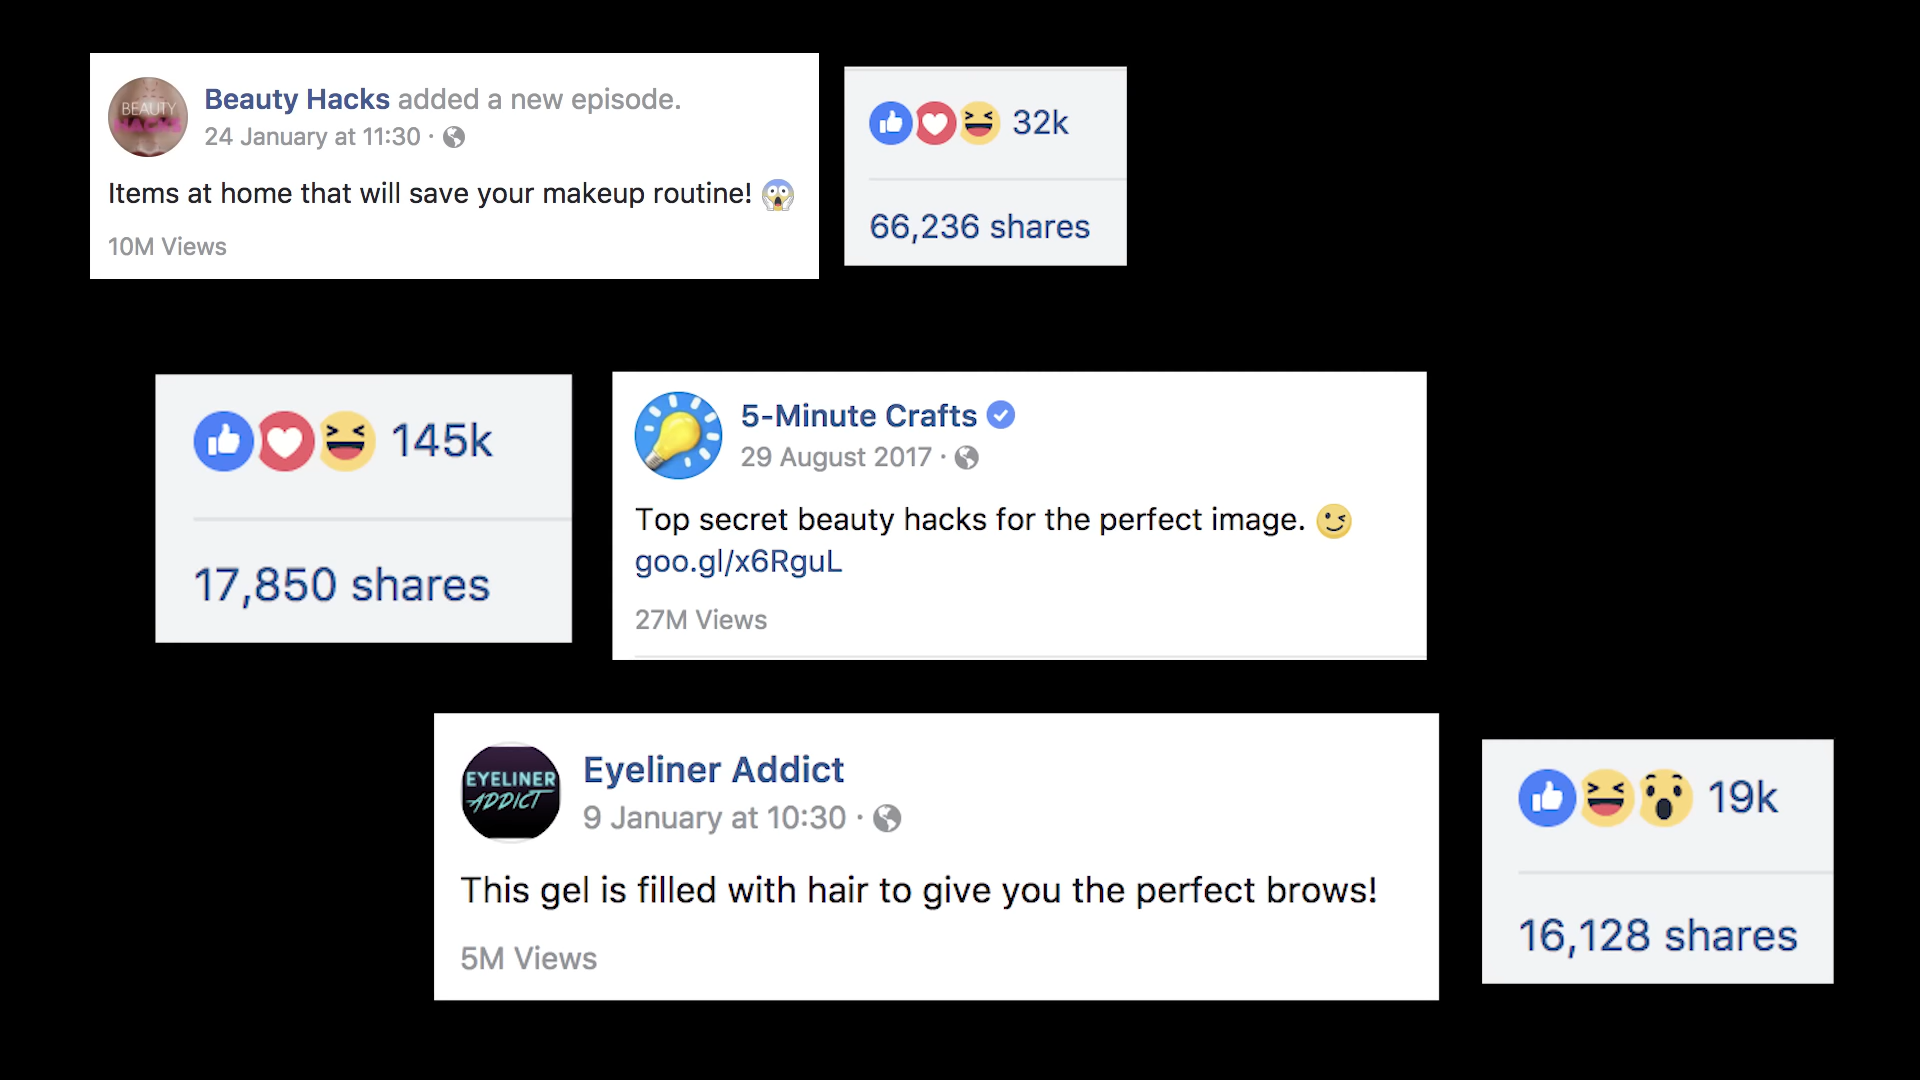 BEAUTY
HACKS
Beauty Hacks added a new episode.
24 January at 11:30 ·
Items at home that will save your makeup routine! 😱
10M Views
32k
66,236 shares
145k
17,850 shares
5-Minute Crafts
29 August 2017 ·
Top secret beauty hacks for the perfect image. 😉
goo.gl/x6RguL
27M Views
EYELINER
ADDICT
Eyeliner Addict
9 January at 10:30 ·
This gel is filled with hair to give you the perfect brows!
5M Views
19k
16,128 shares